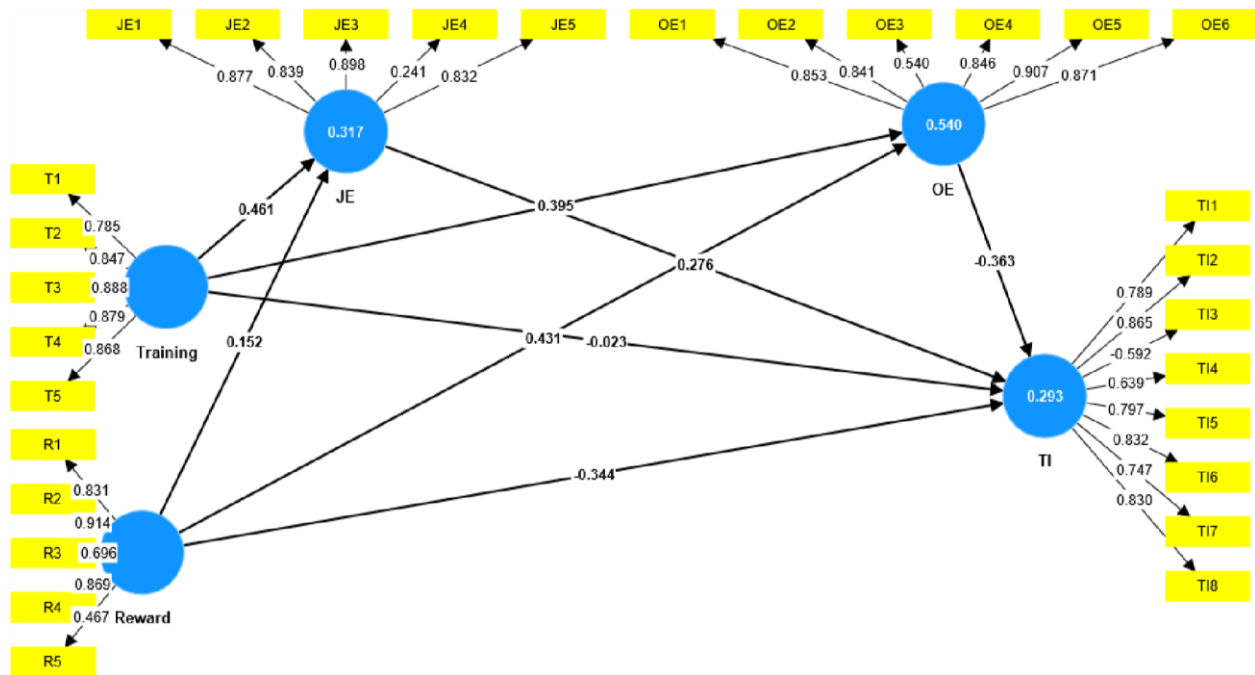 JE1 JE2 JE3 JE4 JE5 OE1 OE2 OE3 OE4 OE5 OE6
0.877 0.839 0.898 0.241 0.832 0.853 0.841 0.540 0.846 0.907 0.871
0.317
JE
0.540
OE
T1
T2
T3
T4
T5
0.785
0.847
0.888
0.879
0.868
Training
0.461
0.395
0.276
-0.363
0.152
0.431
-0.023
-0.344
R1
R2
R3
R4
R5
0.831
0.914
0.696
0.869
0.467
Reward
0.293
TI
0.789
0.865
-0.592
0.639
0.797
0.832
0.747
0.830
TI1
TI2
TI3
TI4
TI5
TI6
TI7
TI8